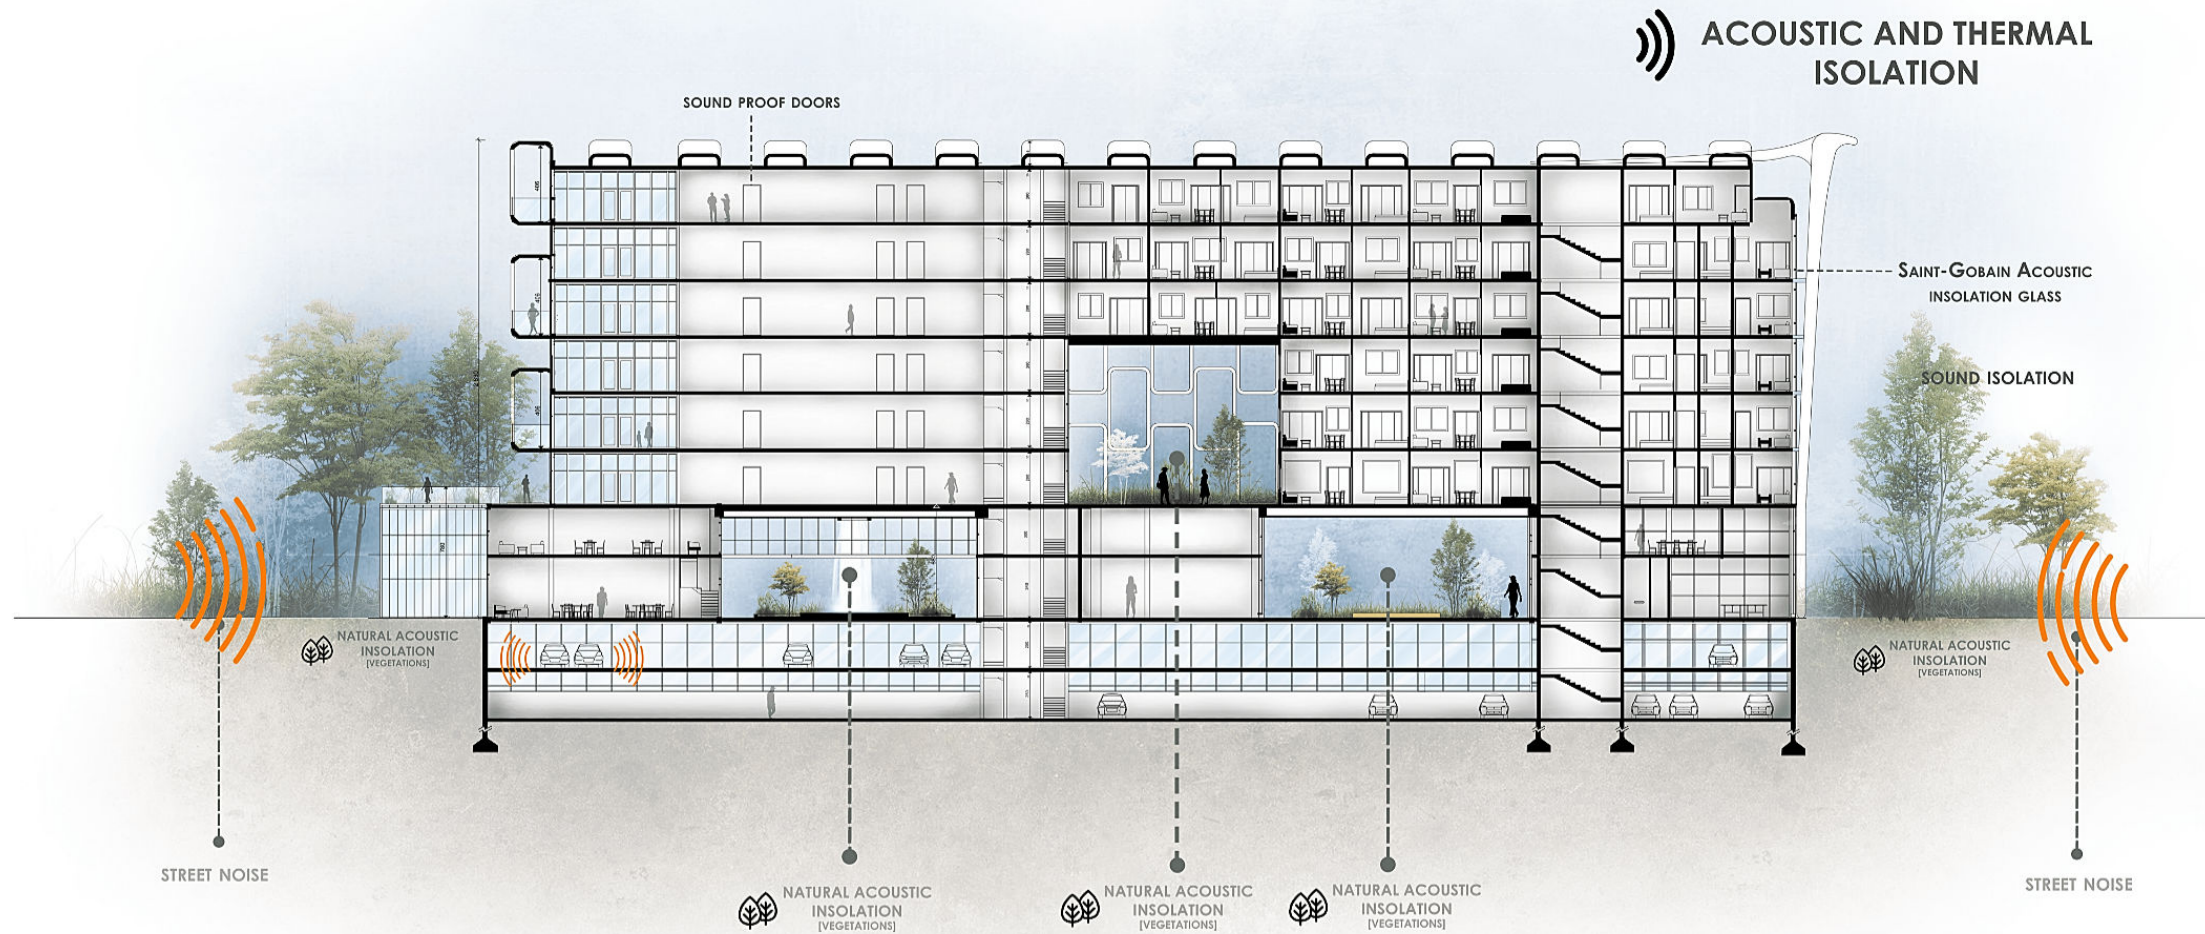 ACOUSTIC AND THERMAL
ISOLATION
SOUND PROOF DOORS
SAINT-GOBAIN ACOUSTIC
INSOLATION GLASS
SOUND ISOLATION
NATURAL ACOUSTIC
INSOLATION
[VEGETATIONS]
NATURAL ACOUSTIC
INSOLATION
[VEGETATIONS]
STREET NOISE
STREET NOISE
NATURAL ACOUSTIC
INSOLATION
[VEGETATIONS]
NATURAL ACOUSTIC
INSOLATION
[VEGETATIONS]
NATURAL ACOUSTIC
INSOLATION
[VEGETATIONS]